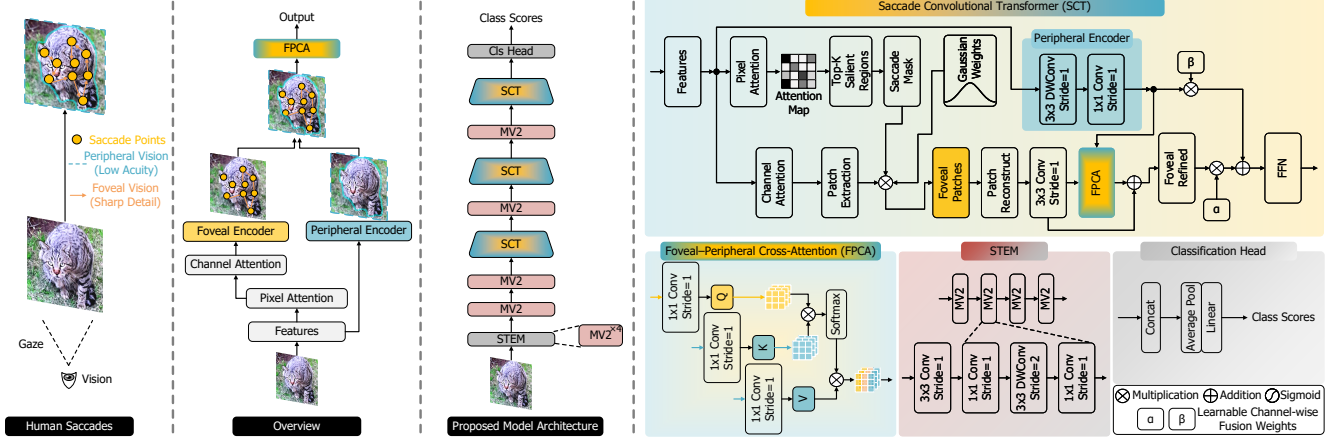 Saccade Points
Peripheral Vision
(Low Acuity)
Foveal Vision
(Sharp Detail)
Gaze
Vision
Human Saccades
Output
FPCA
Foveal Encoder
Peripheral Encoder
Channel Attention
Pixel Attention
Features
Overview
Class Scores
Cls Head
SCT
MV2
SCT
MV2
SCT
MV2
MV2
STEM
MV2 ×4
Proposed Model Architecture
Saccade Convolutional Transformer (SCT)
Features
Pixel
Attention
Attention
Map
Top-K
Salient
Regions
Saccade
Mask
Gaussian
Weights
Peripheral Encoder
3x3 DWConv
Stride=1
1x1 Conv
Stride=1
β
Channel
Attention
Patch
Extraction
Foveal
Patches
Patch
Reconstruct
3x3 Conv
Stride=1
FPCA
Foveal
Refined
α
FFN
Foveal–Peripheral Cross-Attention (FPCA)
1x1 Conv
Stride=1
Q
1x1 Conv
Stride=1
K
1x1 Conv
Stride=1
V
Softmax
STEM
MV2
MV2
MV2
MV2
3x3 Conv
Stride=1
1x1 Conv
Stride=1
3x3 DWConv
Stride=2
1x1 Conv
Stride=1
Classification Head
Concat
Average Pool
Linear
Class Scores
Multiplication
Addition
Sigmoid
α
β
Learnable Channel-wise
Fusion Weights